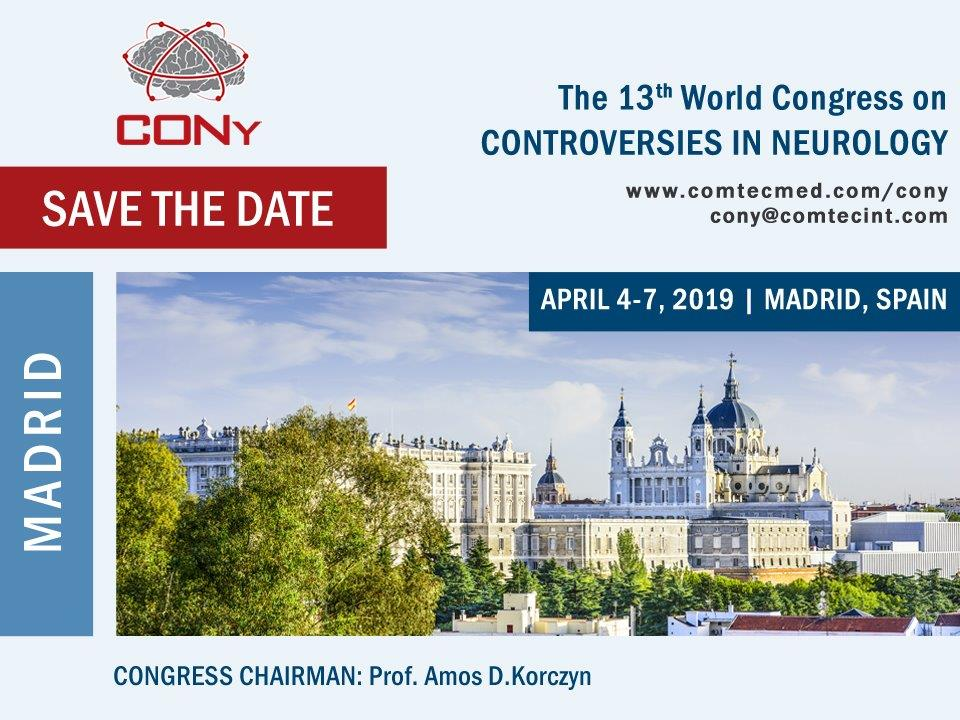 CONy
The 13th World Congress on
CONTROVERSIES IN NEUROLOGY
www.comtecmed.com/cony
cony@comtecint.com
SAVE THE DATE
APRIL 4-7, 2019 | MADRID, SPAIN
MADRID
CONGRESS CHAIRMAN: Prof. Amos D.Korczyn